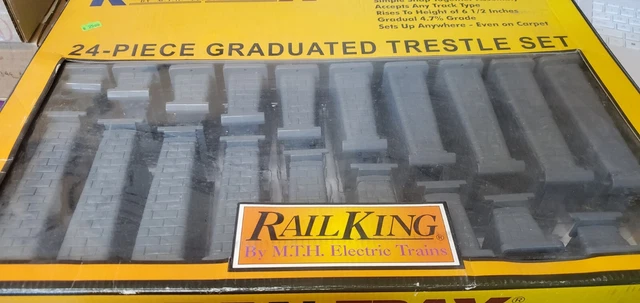 Accepts Any Track Type
Rises To Height of 6 1/2 Inches
Gradual 4.7% Grade
Sets Up Anywhere - Even on Carpet
24-PIECE GRADUATED TRESTLE SET
RAILKING®
By M.T.H. Electric Trains